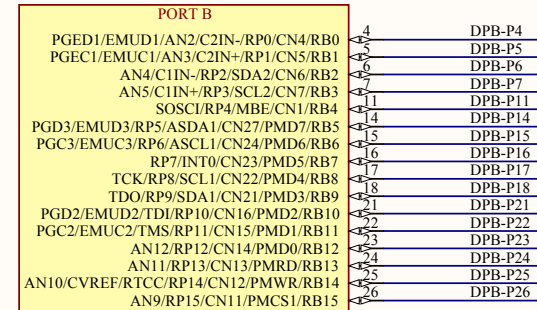 PORT B
PGED1/EMUD1/AN2/C2IN-/RP0/CN4/RB0 4 DPB-P4
PGEC1/EMUC1/AN3/C2IN+/RP1/CN5/RB1 5 DPB-P5
AN4/C1IN-/RP2/SDA2/CN6/RB2 6 DPB-P6
AN5/C1IN+/RP3/SCL2/CN7/RB3 7 DPB-P7
SOSCI/RP4/MBE/CN1/RB4 11 DPB-P11
PGD3/EMUD3/RP5/ASDA1/CN27/PMD7/RB5 14 DPB-P14
PGC3/EMUC3/RP6/ASCL1/CN24/PMD6/RB6 15 DPB-P15
RP7/INT0/CN23/PMD5/RB7 16 DPB-P16
TCK/RP8/SCL1/CN22/PMD4/RB8 17 DPB-P17
TDO/RP9/SDA1/CN21/PMD3/RB9 18 DPB-P18
PGD2/EMUD2/TDI/RP10/CN16/PMD2/RB10 21 DPB-P21
PGC2/EMUC2/TMS/RP11/CN15/PMD1/RB11 22 DPB-P22
AN12/RP12/CN14/PMD0/RB12 23 DPB-P23
AN11/RP13/CN13/PMRD/RB13 24 DPB-P24
AN10/CVREF/RTCC/RP14/CN12/PMWR/RB14 25 DPB-P25
AN9/RP15/CN11/PMCS1/RB15 26 DPB-P26